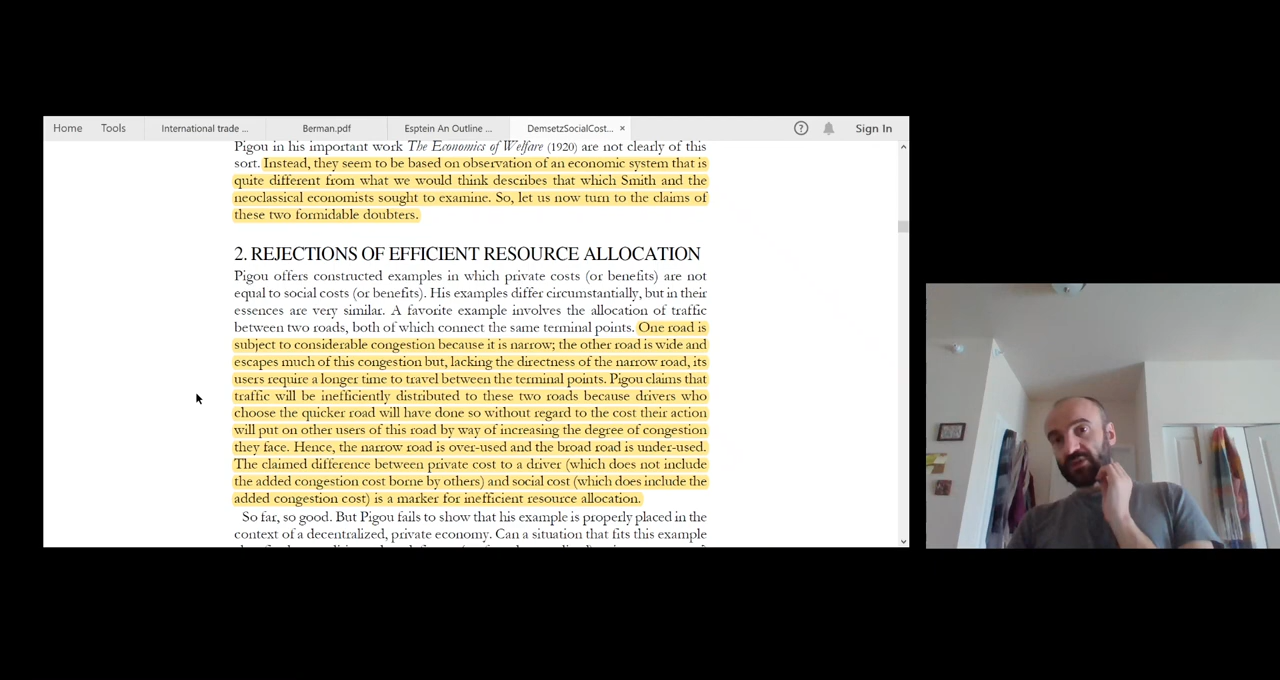 Home Tools International trade ... Berman.pdf Esptein An Outline ... DemsetzSocialCost... × Sign In
Pigou in his important work The Economics of Welfare (1920) are not clearly of this
sort. Instead, they seem to be based on observation of an economic system that is
quite different from what we would think describes that which Smith and the
neoclassical economists sought to examine. So, let us now turn to the claims of
these two formidable doubters.
2. REJECTIONS OF EFFICIENT RESOURCE ALLOCATION
Pigou offers constructed examples in which private costs (or benefits) are not
equal to social costs (or benefits). His examples differ circumstantially, but in their
essences are very similar. A favorite example involves the allocation of traffic
between two roads, both of which connect the same terminal points. One road is
subject to considerable congestion because it is narrow; the other road is wide and
escapes much of this congestion but, lacking the directness of the narrow road, its
users require a longer time to travel between the terminal points. Pigou claims that
traffic will be inefficiently distributed to these two roads because drivers who
choose the quicker road will have done so without regard to the cost their action
will put on other users of this road by way of increasing the degree of congestion
they face. Hence, the narrow road is over-used and the broad road is under-used.
The claimed difference between private cost to a driver (which does not include
the added congestion cost borne by others) and social cost (which does include the
added congestion cost) is a marker for inefficient resource allocation.
So far, so good. But Pigou fails to show that his example is properly placed in the
context of a decentralized, private economy. Can a situation that fits this example